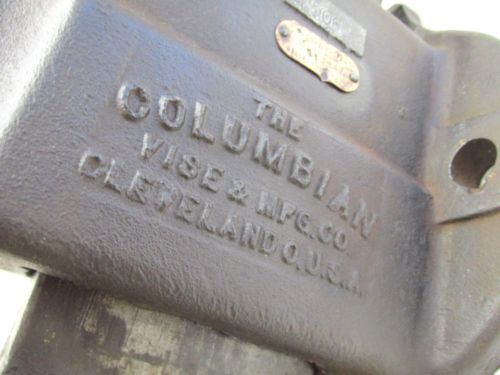 THE
COLUMBIAN
VISE & MFG.CO
CLEVELAND O.U.S.A.